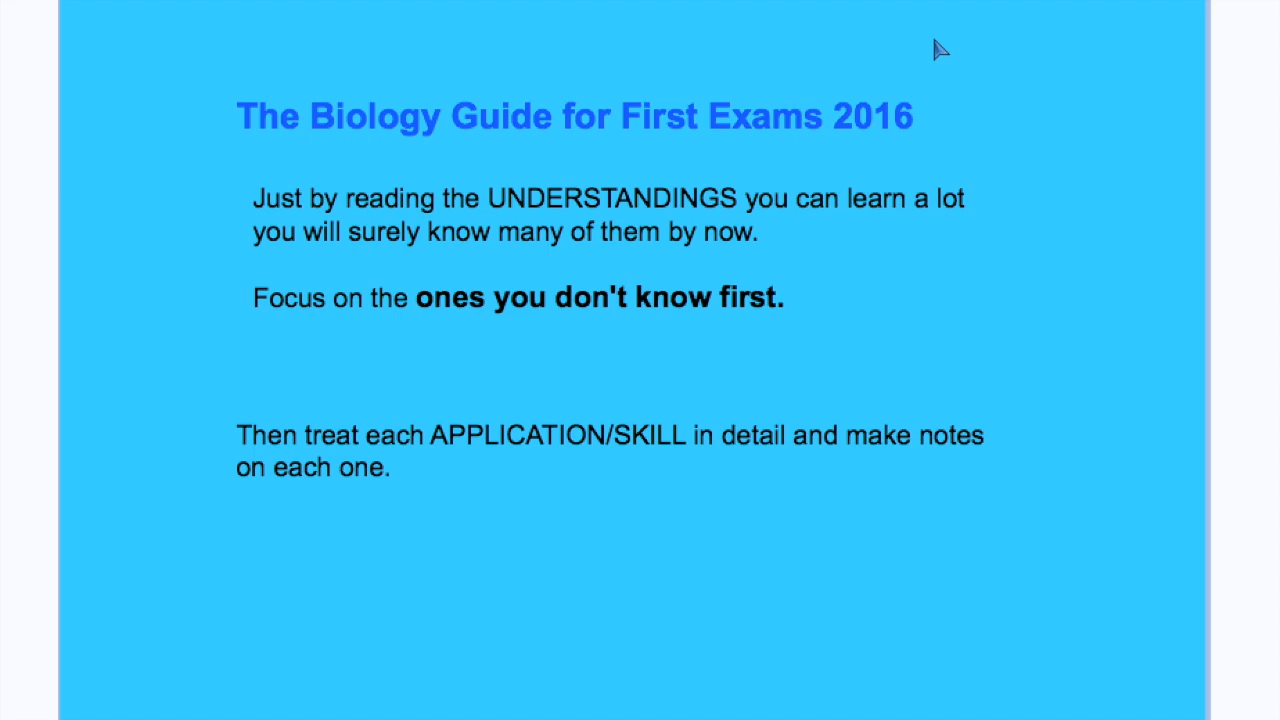 The Biology Guide for First Exams 2016
Just by reading the UNDERSTANDINGS you can learn a lot
you will surely know many of them by now.
Focus on the ones you don't know first.
Then treat each APPLICATION/SKILL in detail and make notes
on each one.